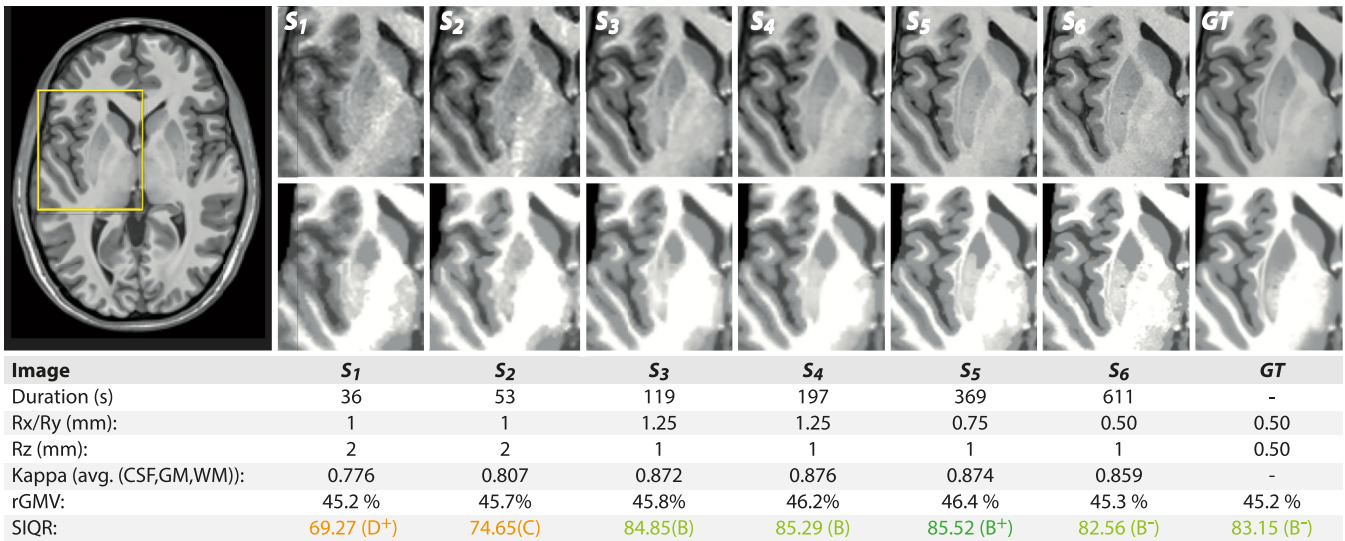 S1 S2 S3 S4 S5 S6 GT
Image S1 S2 S3 S4 S5 S6 GT
Duration (s) 36 53 119 197 369 611 -
Rx/Ry (mm): 1 1 1.25 1.25 0.75 0.50 0.50
Rz (mm): 2 2 1 1 1 1 0.50
Kappa (avg. (CSF,GM,WM)): 0.776 0.807 0.872 0.876 0.874 0.859 -
rGMV: 45.2 % 45.7% 45.8% 46.2% 46.4 % 45.3 % 45.2 %
SIQR: 69.27 (D+) 74.65(C) 84.85(B) 85.29 (B) 85.52 (B+) 82.56 (B-) 83.15 (B-)